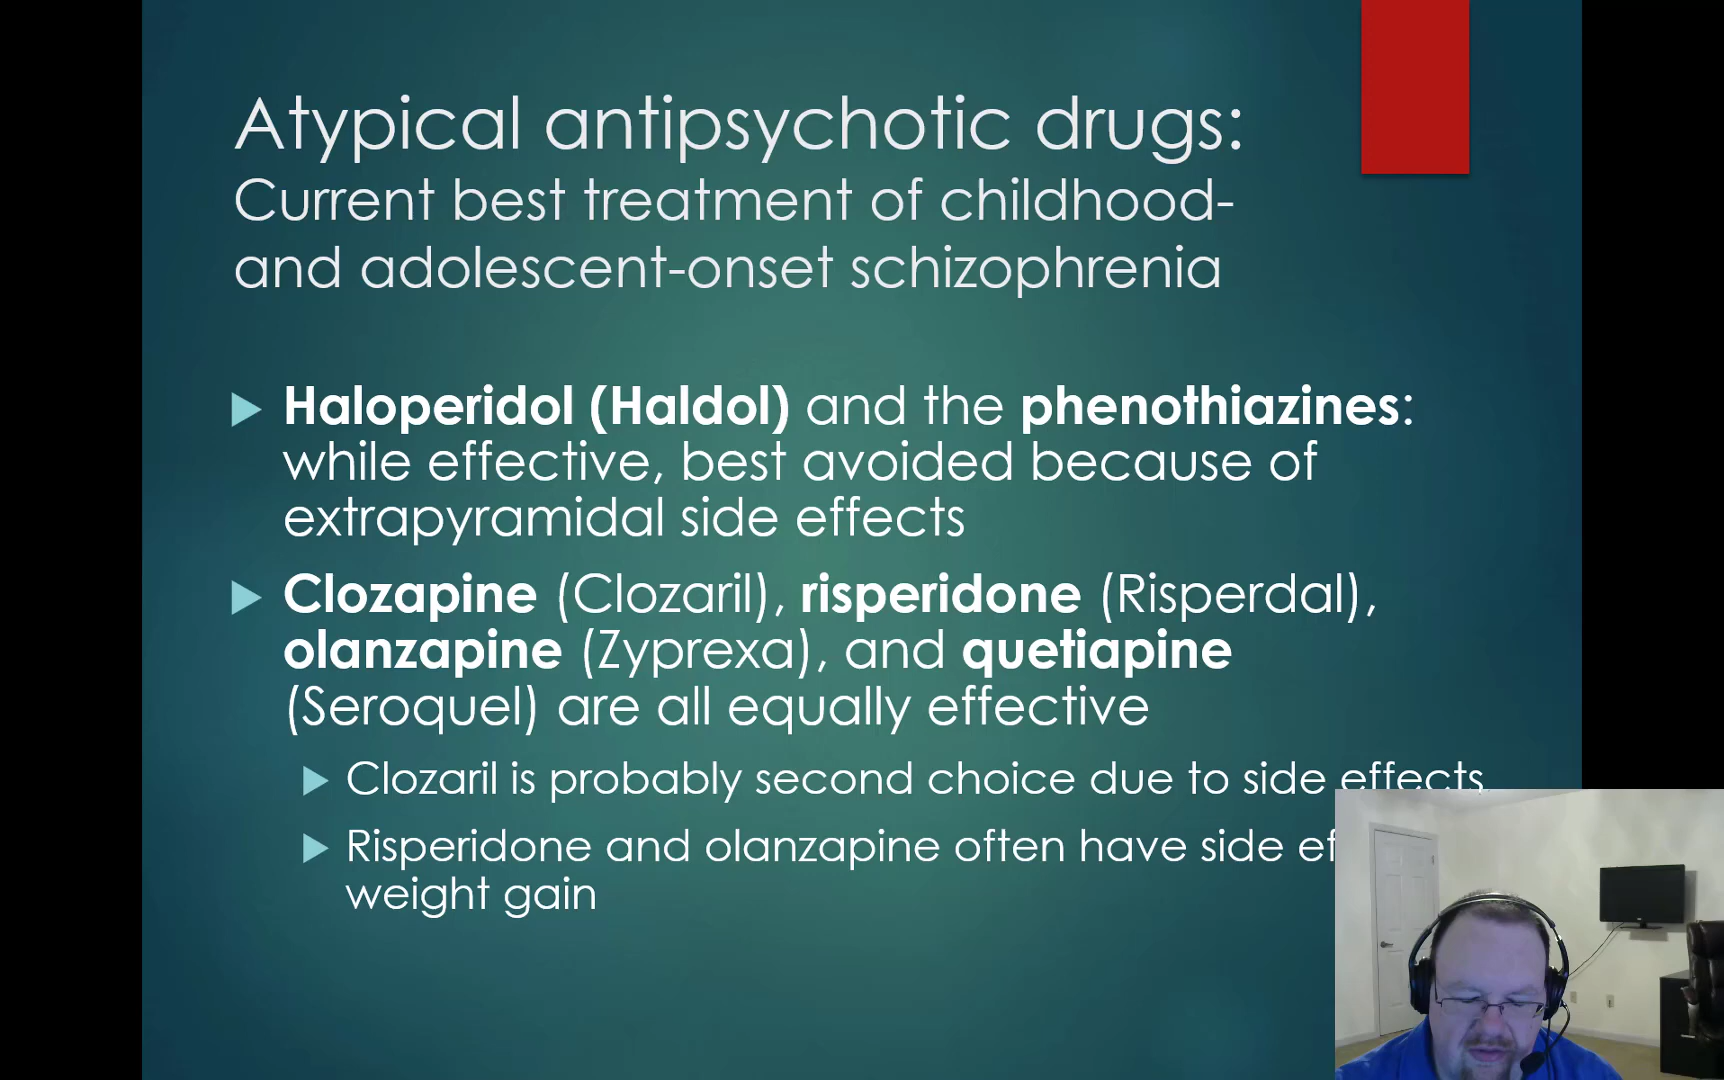 Atypical antipsychotic drugs:
Current best treatment of childhood-
and adolescent-onset schizophrenia
Haloperidol (Haldol) and the phenothiazines:
while effective, best avoided because of
extrapyramidal side effects
Clozapine (Clozaril), risperidone (Risperdal),
olanzapine (Zyprexa), and quetiapine
(Seroquel) are all equally effective
Clozaril is probably second choice due to side effects
Risperidone and olanzapine often have side
weight gain